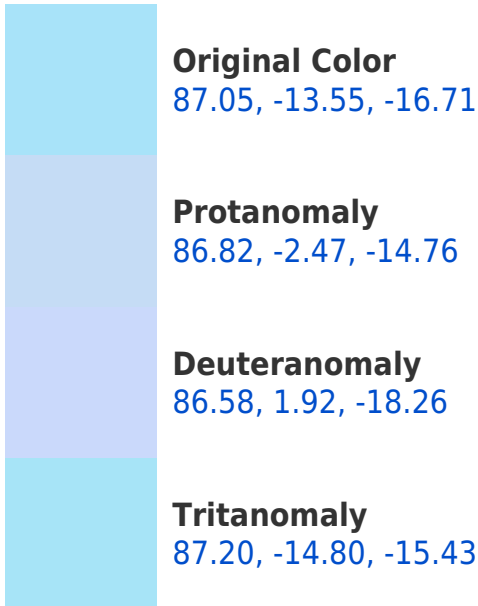 Original Color
87.05, -13.55, -16.71
Protanomaly
86.82, -2.47, -14.76
Deuteranomaly
86.58, 1.92, -18.26
Tritanomaly
87.20, -14.80, -15.43